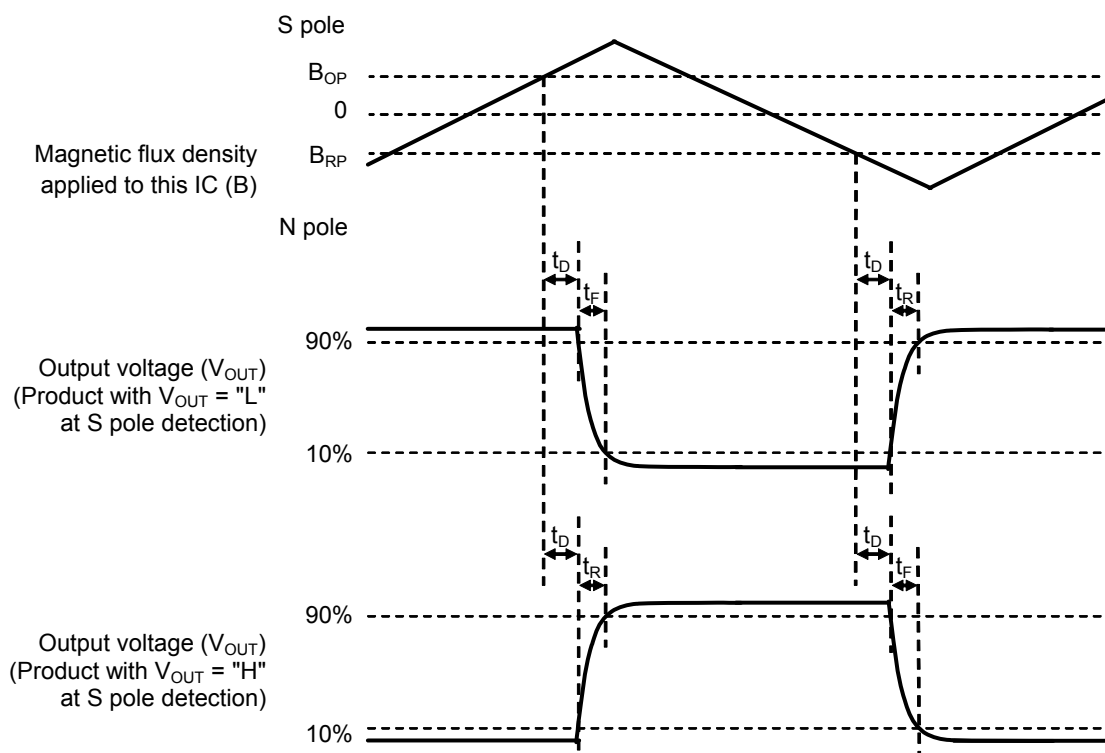 S pole
B_OP
0
Magnetic flux density
applied to this IC (B)
B_RP
N pole
t_D
t_D
t_F
t_R
90%
Output voltage (V_OUT)
(Product with V_OUT = "L"
at S pole detection)
10%
t_D
t_D
t_R
t_F
90%
Output voltage (V_OUT)
(Product with V_OUT = "H"
at S pole detection)
10%